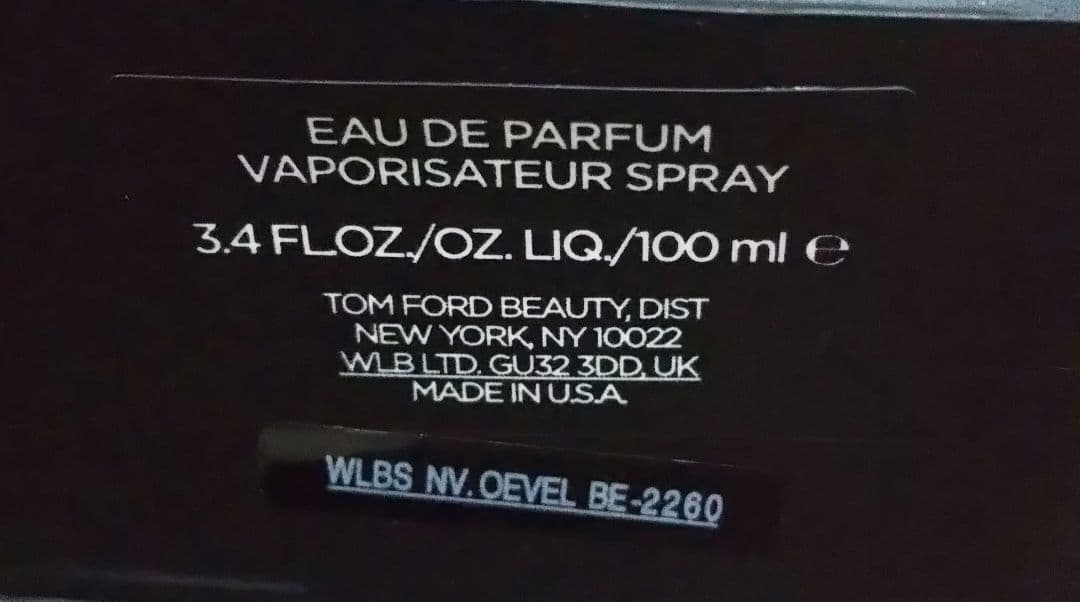 EAU DE PARFUM
VAPORISATEUR SPRAY
3.4 FL.OZ./OZ. LIQ./100 ml ℮
TOM FORD BEAUTY, DIST
NEW YORK, NY 10022
WLB LTD. GU32 3DD, UK
MADE IN U.S.A.
WLBS NV. OEVEL BE-2260